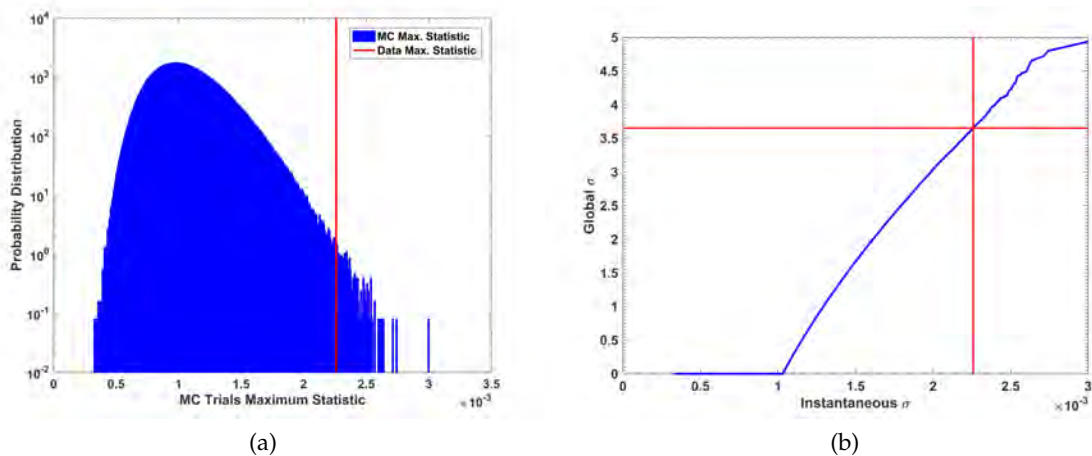 10^4
10^3
10^2
10^1
10^0
10^-1
10^-2
Probability Distribution
MC Max. Statistic
Data Max. Statistic
0 0.5 1 1.5 2 2.5 3 3.5
MC Trials Maximum Statistic
×10^-3
(a)
5
4.5
4
3.5
3
2.5
2
1.5
1
0.5
0
Global σ
0 0.5 1 1.5 2 2.5 3
Instantaneous σ
×10^-3
(b)